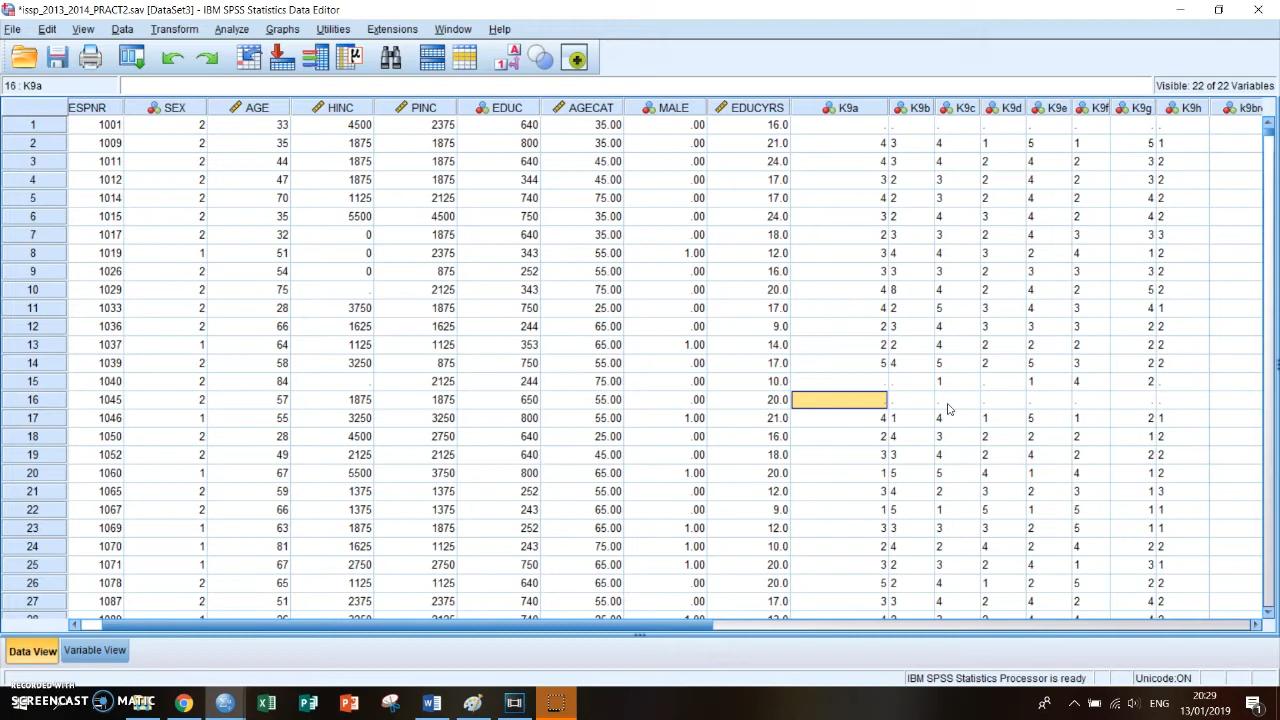 *issp_2013_2014_PRACT2.sav [DataSet3] - IBM SPSS Statistics Data Editor
File Edit View Data Transform Analyze Graphs Utilities Extensions Window Help
16 : K9a Visible: 22 of 22 Variables
ESPNR SEX AGE HINC PINC EDUC AGECAT MALE EDUCYRS K9a K9b K9c K9d K9e K9f K9g K9h k9br
1 1001 2 33 4500 2375 640 35.00 .00 16.0 . . . . . . . .
2 1009 2 35 1875 1875 800 35.00 .00 21.0 4 3 4 1 5 1 5 1
3 1011 2 44 1875 1875 640 45.00 .00 24.0 4 3 4 2 4 2 3 2
4 1012 2 47 1875 1875 344 45.00 .00 17.0 3 2 3 2 4 2 3 2
5 1014 2 70 1125 2125 740 75.00 .00 17.0 4 2 3 2 4 2 2 2
6 1015 2 35 5500 4500 750 35.00 .00 24.0 3 2 4 3 4 2 4 2
7 1017 2 32 0 1875 640 35.00 .00 18.0 2 3 3 2 4 3 3 3
8 1019 1 51 0 2375 343 55.00 1.00 12.0 3 4 4 3 2 4 1 2
9 1026 2 54 0 875 252 55.00 .00 16.0 3 3 3 2 3 3 3 2
10 1029 2 75 . 2125 343 75.00 .00 20.0 4 8 4 2 4 2 5 2
11 1033 2 28 3750 1875 750 25.00 .00 17.0 4 2 5 3 4 3 4 1
12 1036 2 66 1625 1625 244 65.00 .00 9.0 2 3 4 3 3 3 2 2
13 1037 1 64 1125 1125 353 65.00 1.00 14.0 2 2 4 2 2 2 2 2
14 1039 2 58 3250 875 750 55.00 .00 17.0 5 4 5 2 5 3 2 2
15 1040 2 84 . 2125 244 75.00 .00 10.0 . . 1 . 1 4 2 .
16 1045 2 57 1875 1875 650 55.00 .00 20.0 . . . . . . . .
17 1046 1 55 3250 3250 800 55.00 1.00 21.0 4 1 4 1 5 1 2 1
18 1050 2 28 4500 2750 640 25.00 .00 16.0 2 4 3 2 2 2 1 2
19 1052 2 49 2125 2125 640 45.00 .00 18.0 3 3 4 2 4 2 2 2
20 1060 1 67 5500 3750 800 65.00 1.00 20.0 1 5 5 4 1 4 1 2
21 1065 2 59 1375 1375 252 55.00 .00 12.0 3 4 2 3 2 3 1 3
22 1067 2 66 1375 1375 243 65.00 .00 9.0 1 5 1 5 1 5 1 1
23 1069 1 63 1875 1875 252 65.00 1.00 12.0 3 3 3 3 2 5 1 1
24 1070 1 81 1625 1125 243 75.00 1.00 10.0 2 4 2 4 2 4 2 2
25 1071 1 67 2750 2750 750 65.00 1.00 20.0 3 2 3 2 4 1 3 1
26 1078 2 65 1125 1125 640 65.00 .00 20.0 5 2 4 1 2 5 2 2
27 1087 2 51 2375 2375 740 55.00 .00 17.0 3 3 4 2 4 2 4 2
Data View Variable View
IBM SPSS Statistics Processor is ready Unicode:ON
RECORDED WITH
SCREENCAST MATIC
ENG 20:29
13/01/2019